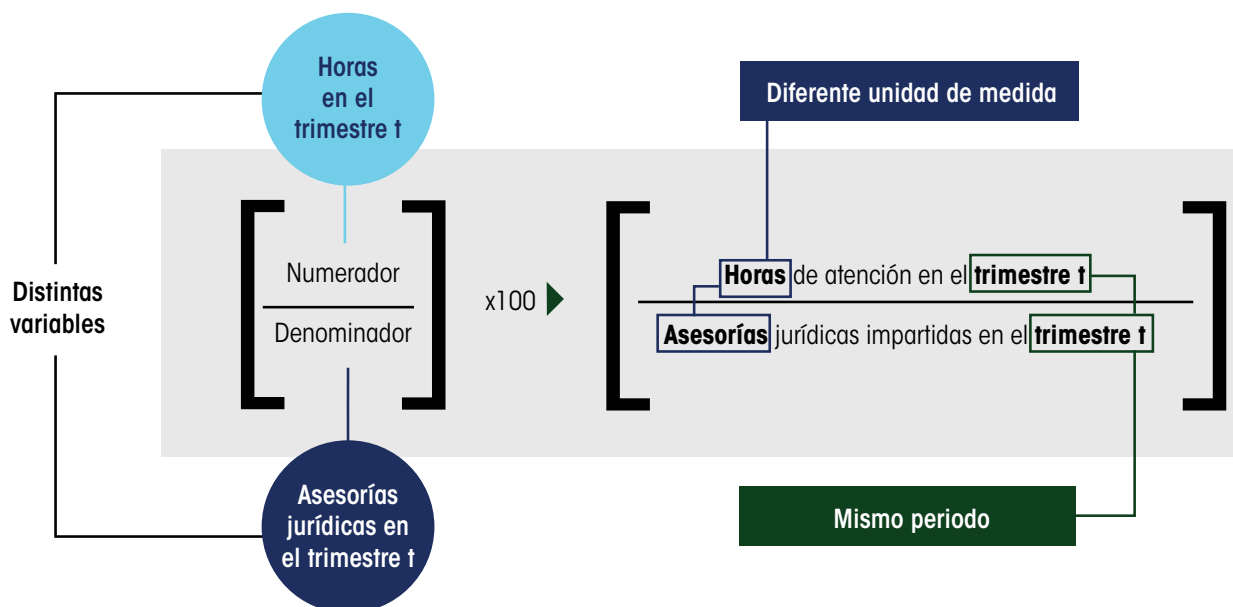 Horas
en el
trimestre t
Diferente unidad de medida
Distintas
variables
Numerador
Denominador
x100
Horas de atención en el trimestre t
Asesorías jurídicas impartidas en el trimestre t
Asesorías
jurídicas en
el trimestre t
Mismo periodo